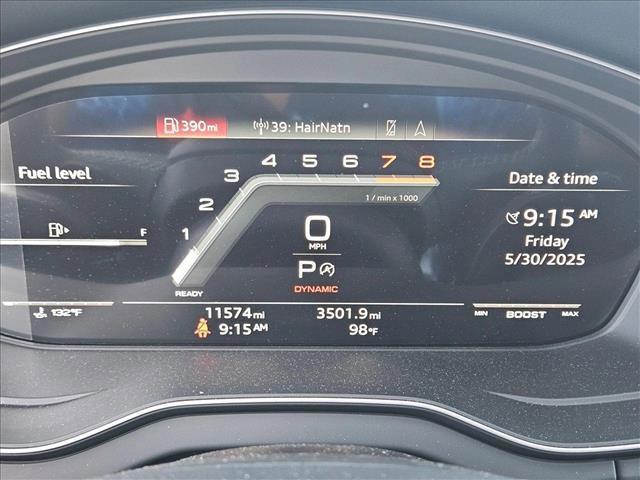 390mi 39: HairNatn
Fuel level
Date & time
1 2 3 4 5 6 7 8
1 / min x 1000
F
0
MPH
9:15 AM
Friday
5/30/2025
P
DYNAMIC
READY
132°F
11574mi 3501.9mi
9:15AM 98°F
MIN BOOST MAX